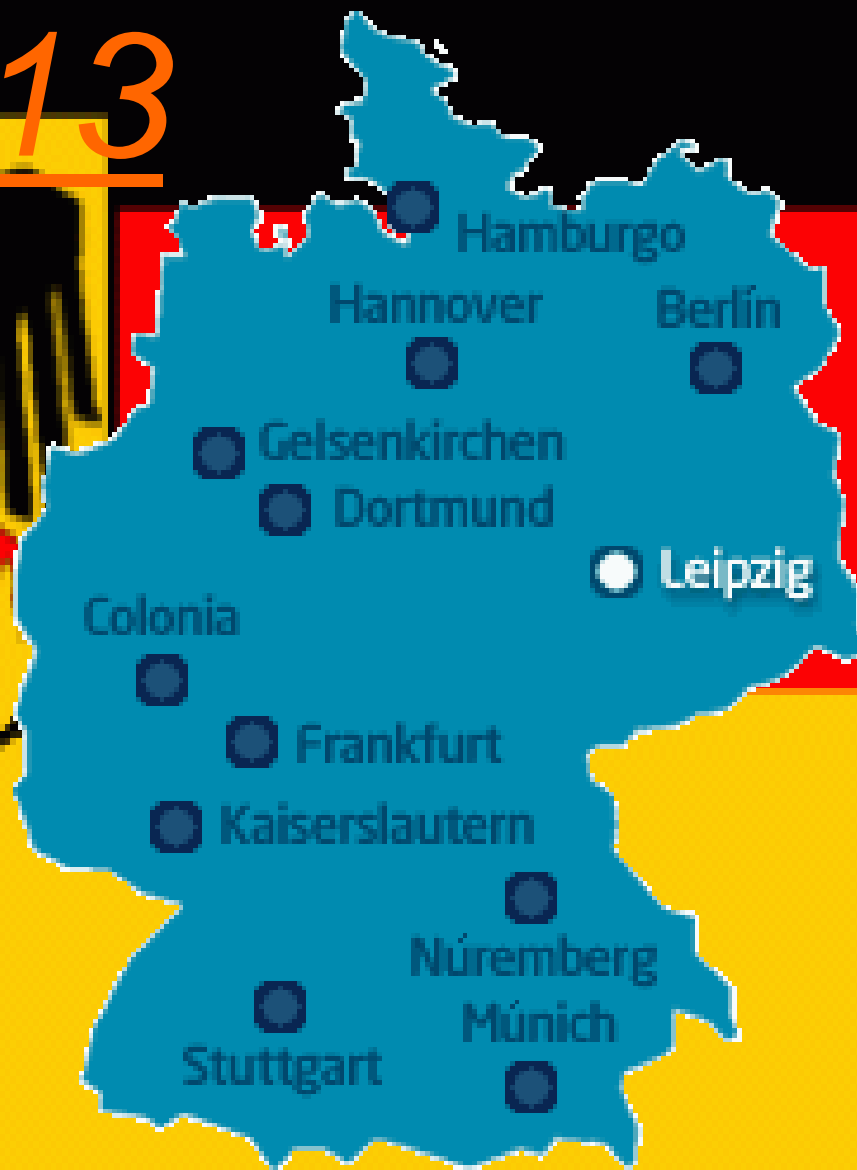 13
Hamburgo
Hannover
Berlín
Gelsenkirchen
Dortmund
Leipzig
Colonia
Frankfurt
Kaiserslautern
Núremberg
Múnich
Stuttgart